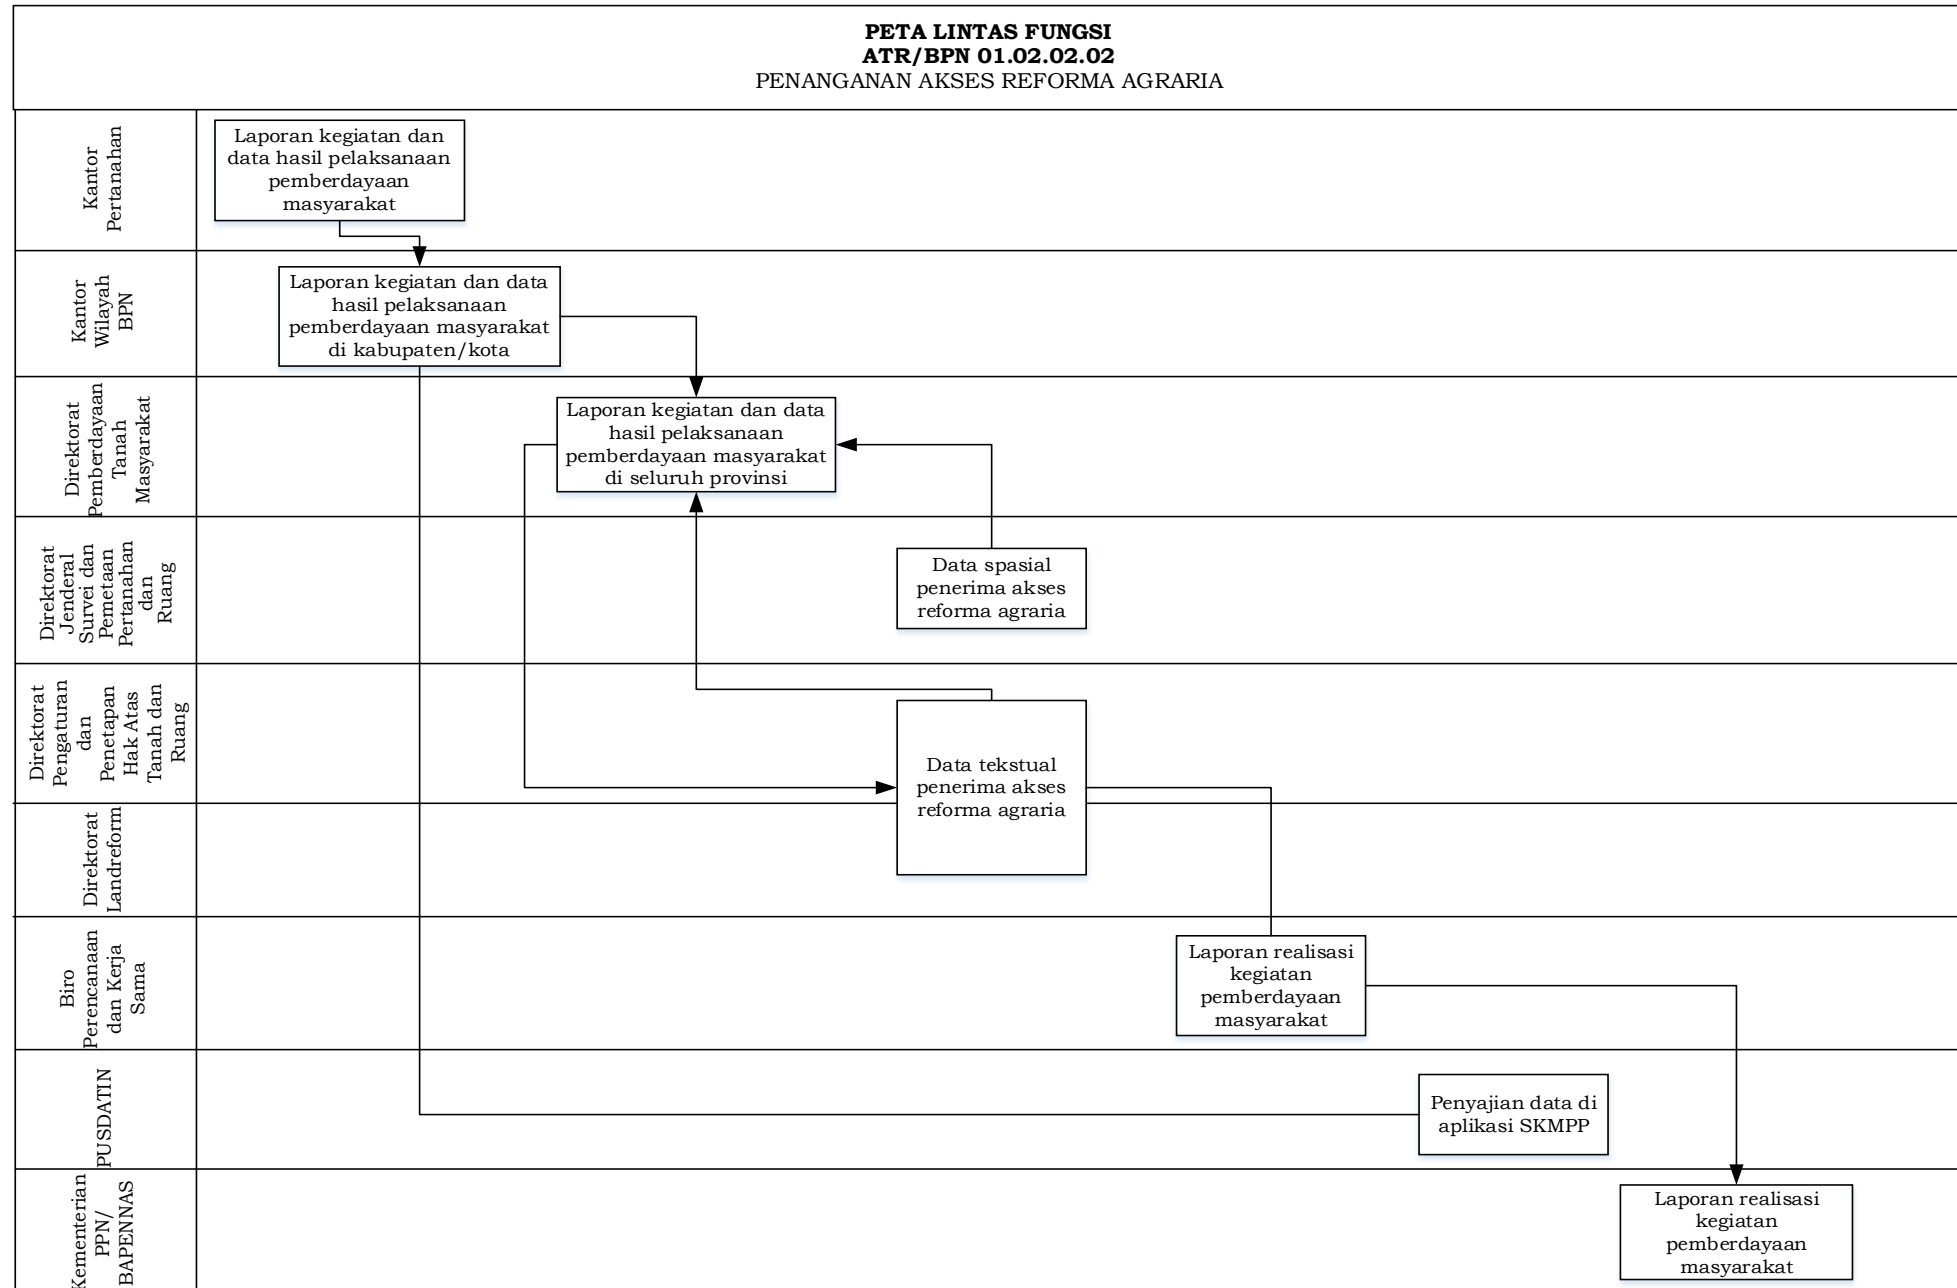 PETA LINTAS FUNGSI
ATR/BPN 01.02.02.02
PENANGANAN AKSES REFORMA AGRARIA
Kantor
Pertanahan
Laporan kegiatan dan
data hasil pelaksanaan
pemberdayaan
masyarakat
Kantor
Wilayah
BPN
Laporan kegiatan dan data
hasil pelaksanaan
pemberdayaan masyarakat
di kabupaten/kota
Direktorat
Pemberdayaan
Tanah
Masyarakat
Laporan kegiatan dan data
hasil pelaksanaan
pemberdayaan masyarakat
di seluruh provinsi
Direktorat
Jenderal
Survei dan
Pemetaan
Pertanahan
dan
Ruang
Data spasial
penerima akses
reforma agraria
Direktorat
Pengaturan
dan
Penetapan
Hak Atas
Tanah dan
Ruang
Data tekstual
penerima akses
reforma agraria
Direktorat
Landreform
Biro
Perencanaan
dan Kerja
Sama
Laporan realisasi
kegiatan
pemberdayaan
masyarakat
PUSDATIN
Penyajian data di
aplikasi SKMPP
Kementerian
PPN/
BAPENNAS
Laporan realisasi
kegiatan
pemberdayaan
masyarakat